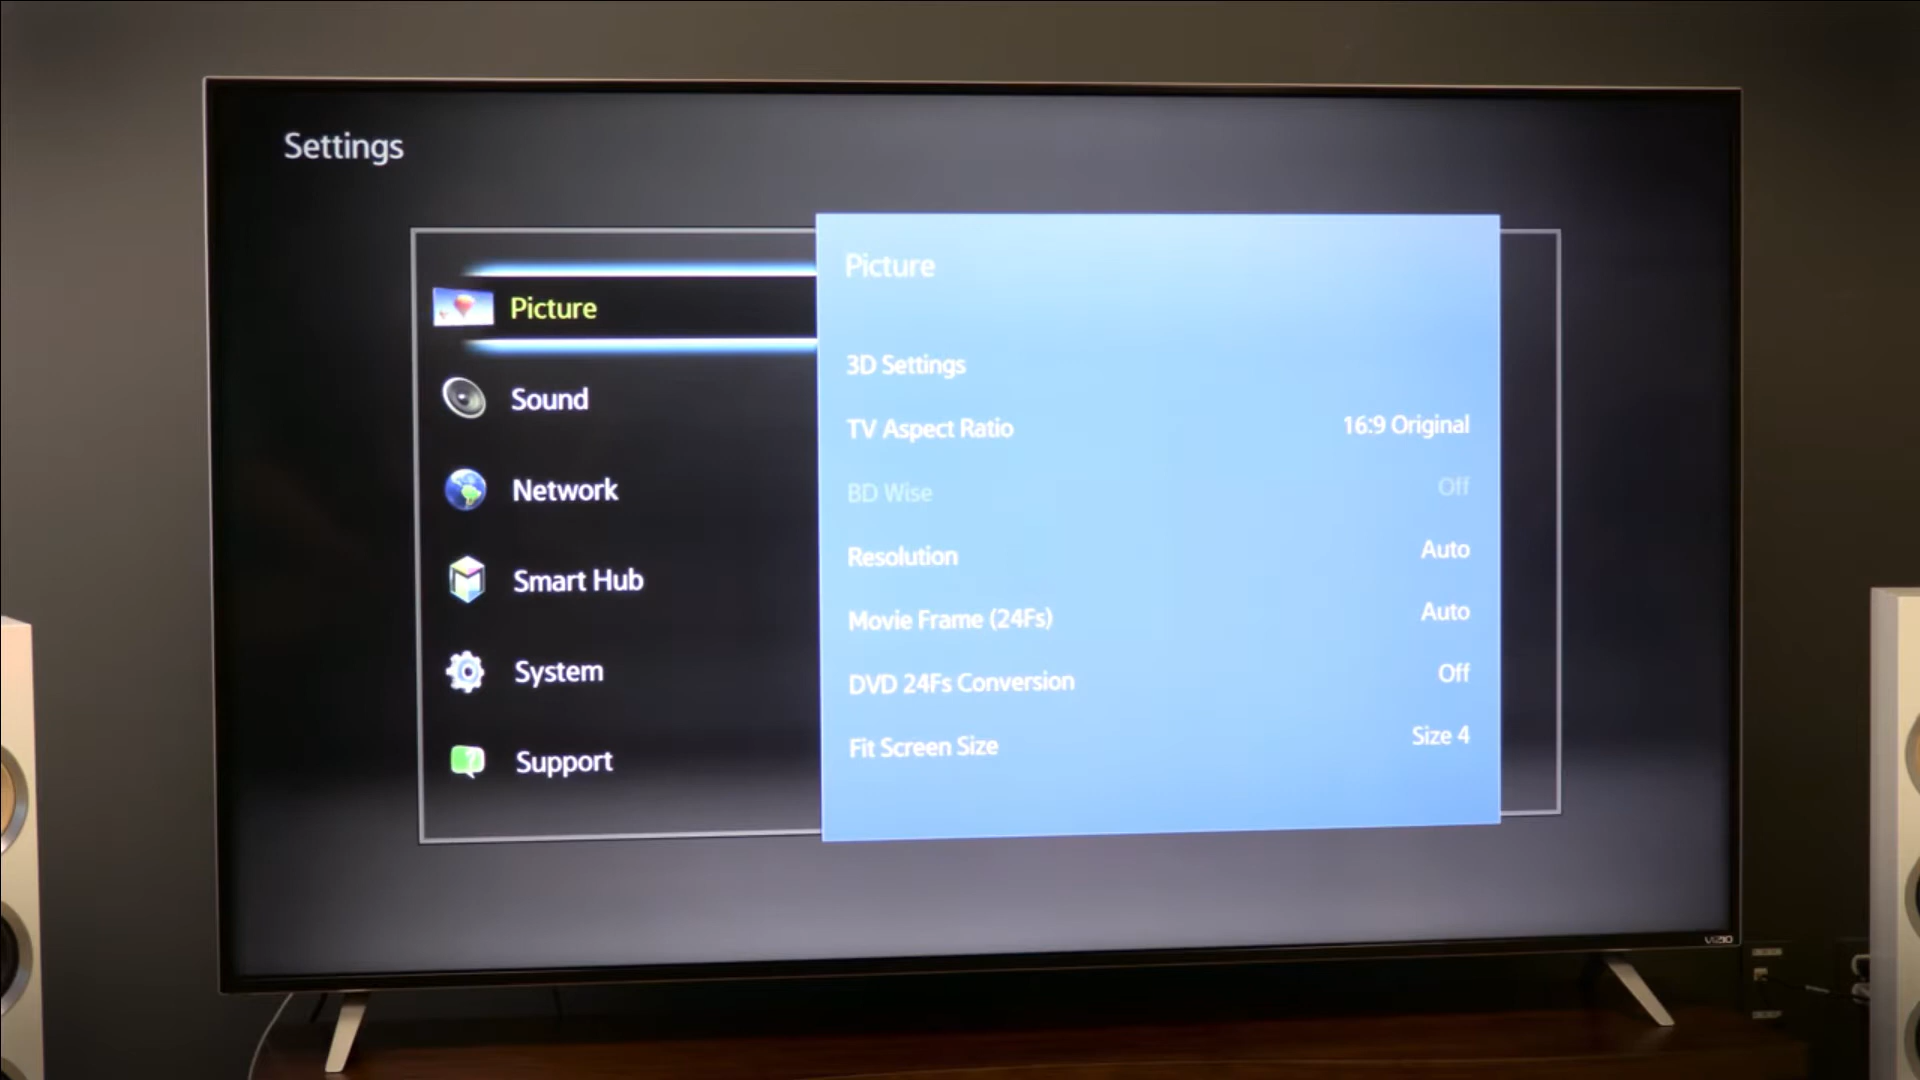 Settings
Picture
Sound
Network
Smart Hub
System
Support
Picture
3D Settings
TV Aspect Ratio 16:9 Original
BD Wise Off
Resolution Auto
Movie Frame (24Fs) Auto
DVD 24Fs Conversion Off
Fit Screen Size Size 4
VIZIO